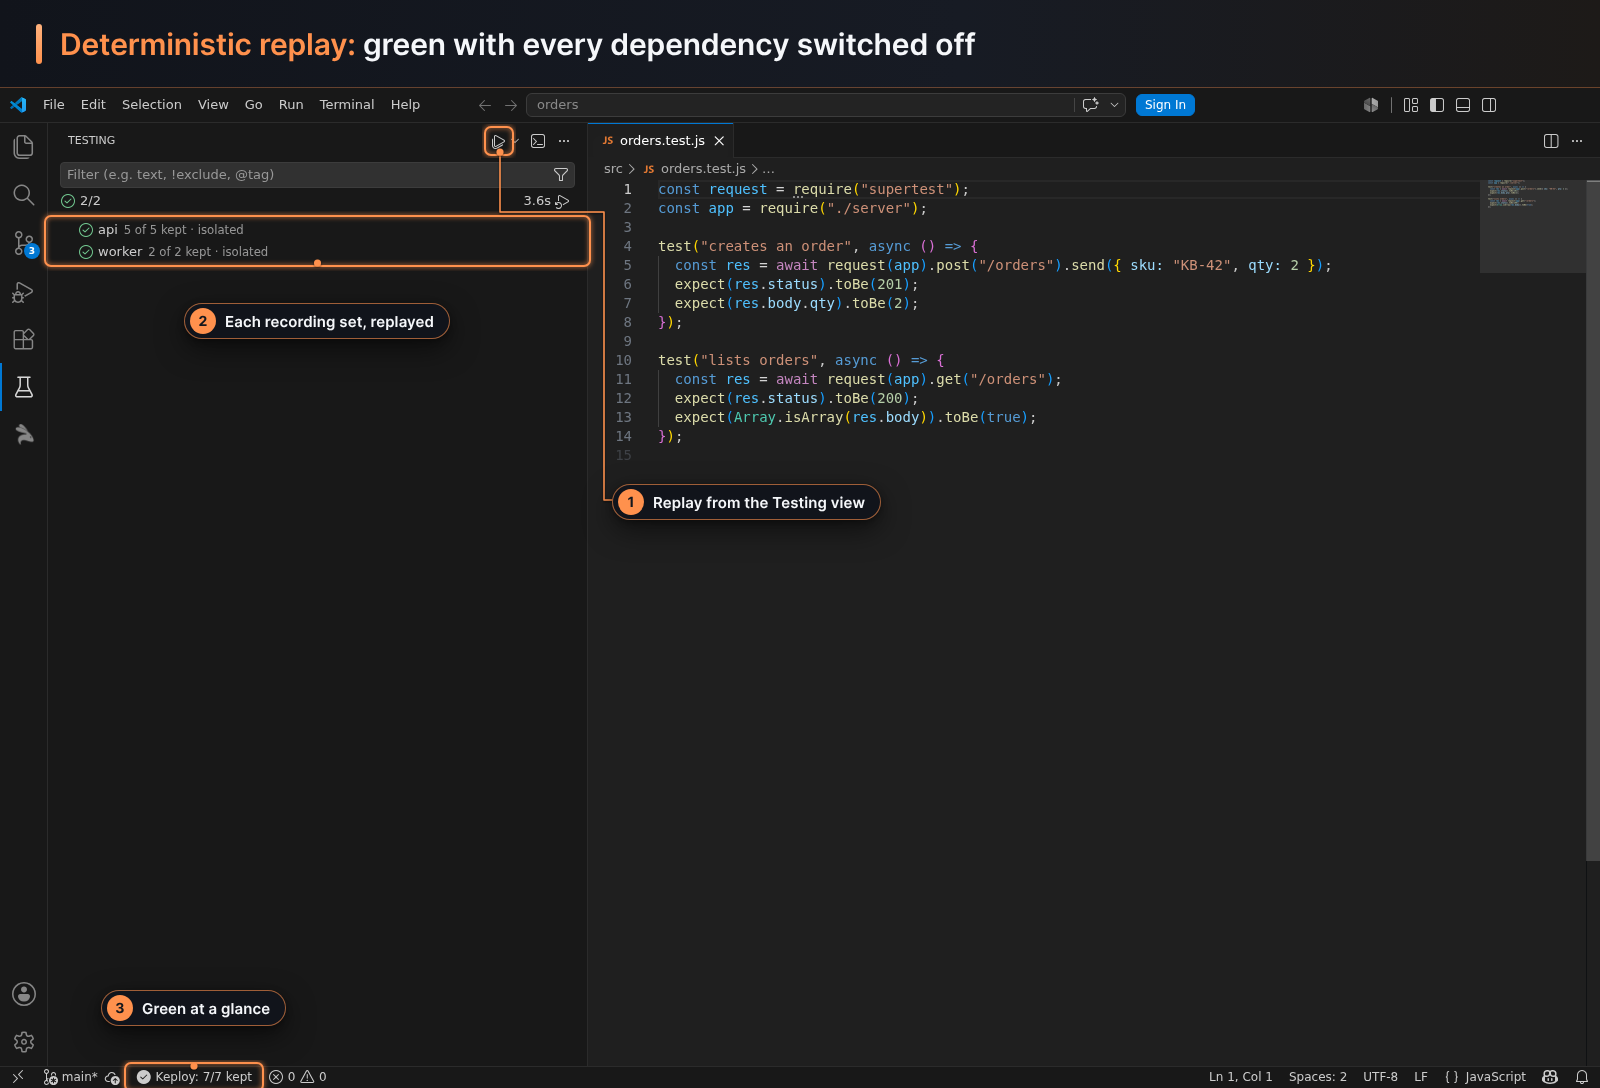 Deterministic replay: green with every dependency switched off
File Edit Selection View Go Run Terminal Help
orders
Sign In
TESTING
Filter (e.g. text, !exclude, @tag)
2/2 3.6s
api 5 of 5 kept · isolated
worker 2 of 2 kept · isolated
3
2 Each recording set, replayed
JS orders.test.js
src > JS orders.test.js > ...
1 const request = require("supertest");
2 const app = require("./server");
3
4 test("creates an order", async () => {
5 const res = await request(app).post("/orders").send({ sku: "KB-42", qty: 2 });
6 expect(res.status).toBe(201);
7 expect(res.body.qty).toBe(2);
8 });
9
10 test("lists orders", async () => {
11 const res = await request(app).get("/orders");
12 expect(res.status).toBe(200);
13 expect(Array.isArray(res.body)).toBe(true);
14 });
15
1 Replay from the Testing view
3 Green at a glance
main* Keploy: 7/7 kept 0 0 Ln 1, Col 1 Spaces: 2 UTF-8 LF { } JavaScript